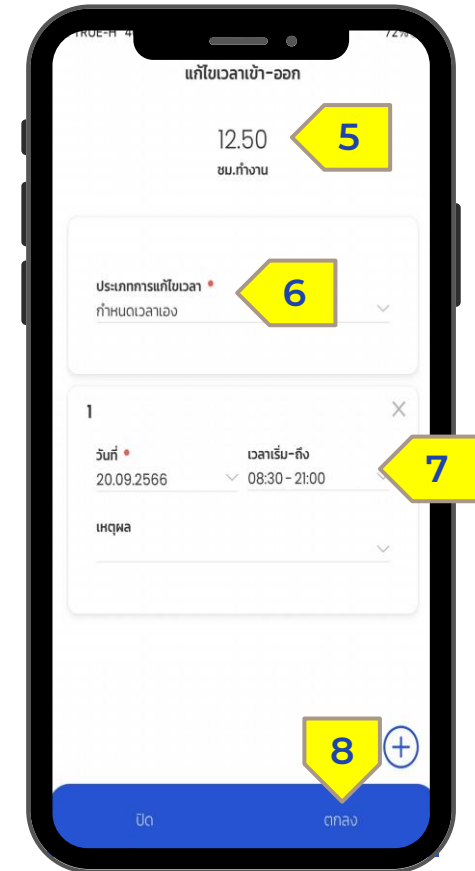 72%
แก้ไขเวลาเข้า-ออก
12.50
5
ชม.ทำงาน
ประเภทการแก้ไขเวลา •
6
กำหนดเวลาเอง
1
วันที่ •
เวลาเริ่ม-ถึง
7
20.09.2566
08:30 - 21:00
เหตุผล
8
ปิด
ตกลง